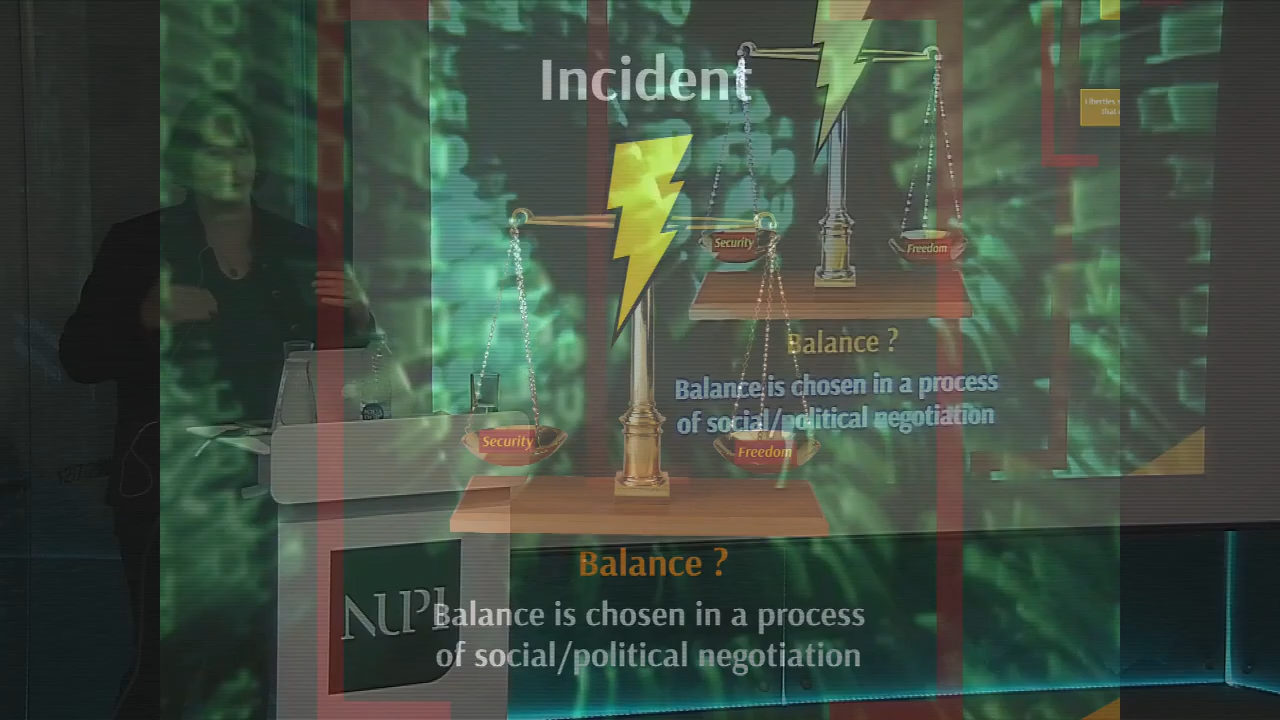 Incident
Security
Freedom
Balance ?
Balance is chosen in a process
of social/political negotiation
Security
Freedom
Balance ?
Balance is chosen in a process
of social/political negotiation
NUPI